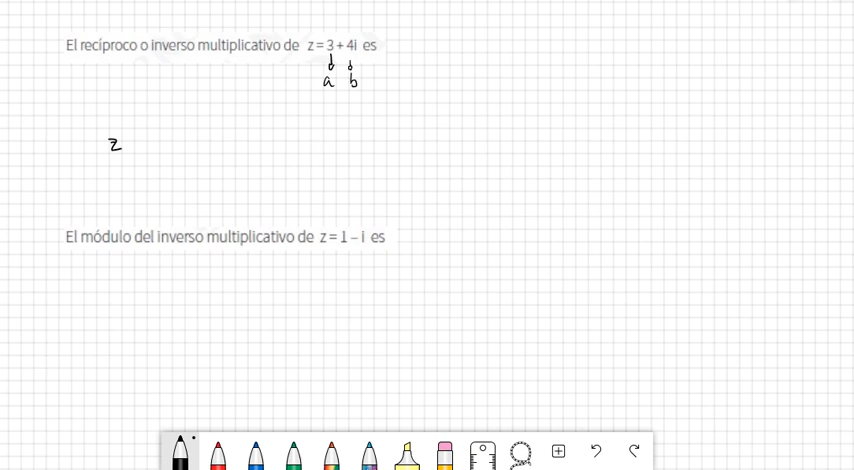 El recíproco o inverso multiplicativo de z = 3 + 4i es
a b
z
El módulo del inverso multiplicativo de z = 1 – i es